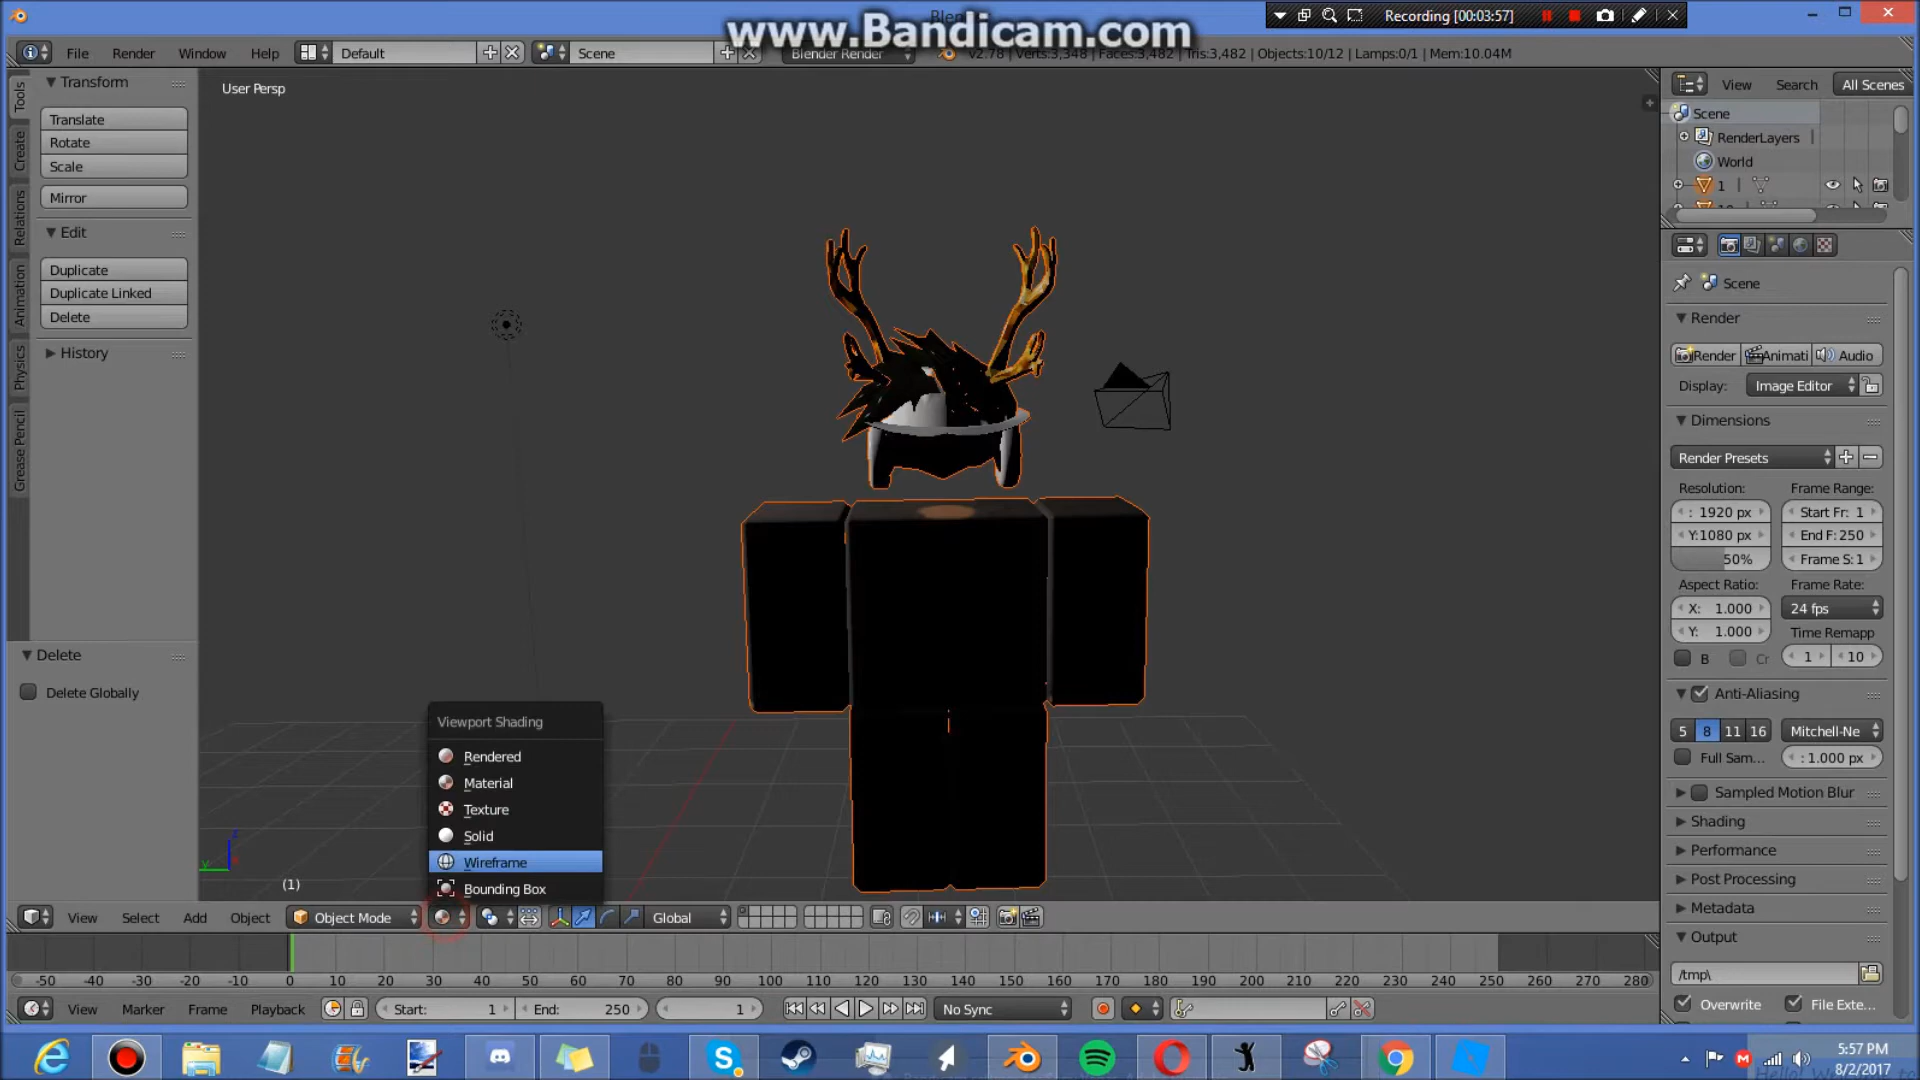 www.Bandicam.com
Recording [00:03:57]
File Render Window Help Default Scene Blender Render v2.78 | Verts:3,348 | Faces:3,482 | Tris:3,482 | Objects:10/12 | Lamps:0/1 | Mem:10.04M
Tools
Create
Relations
Animation
Physics
Grease Pencil
Transform
Translate
Rotate
Scale
Mirror
Edit
Duplicate
Duplicate Linked
Delete
History
Delete
Delete Globally
User Persp
(1)
Viewport Shading
Rendered
Material
Texture
Solid
Wireframe
Bounding Box
View Select Add Object Object Mode Global
View Search All Scenes
Scene
RenderLayers
World
1
Scene
Render
Render Animati Audio
Display: Image Editor
Dimensions
Render Presets
Resolution: Frame Range:
: 1920 px Start Fr: 1
Y:1080 px End F: 250
50% Frame S:1
Aspect Ratio: Frame Rate:
X: 1.000 24 fps
Y: 1.000 Time Remapp
B Cr 1 10
Anti-Aliasing
5 8 11 16 Mitchell-Ne
Full Sam... : 1.000 px
Sampled Motion Blur
Shading
Performance
Post Processing
Metadata
Output
/tmp\
Overwrite File Exte...
-50 -40 -30 -20 -10 0 10 20 30 40 50 60 70 80 90 100 110 120 130 140 150 160 170 180 190 200 210 220 230 240 250 260 270 280
View Marker Frame Playback Start: 1 End: 250 1 No Sync
5:57 PM
8/2/2017